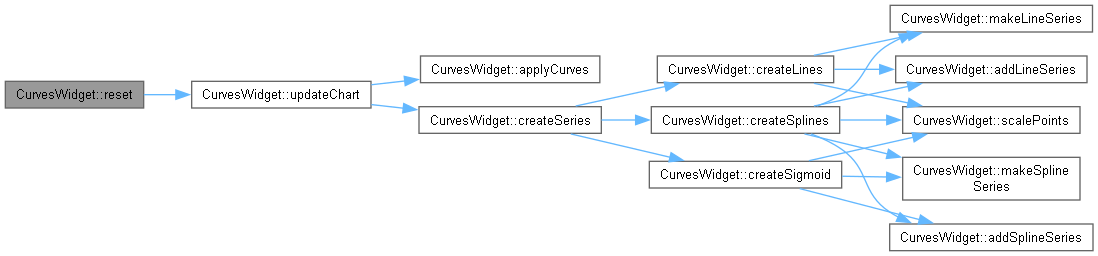 CurvesWidget::reset
CurvesWidget::updateChart
CurvesWidget::applyCurves
CurvesWidget::createSeries
CurvesWidget::createLines
CurvesWidget::createSplines
CurvesWidget::createSigmoid
CurvesWidget::makeLineSeries
CurvesWidget::addLineSeries
CurvesWidget::scalePoints
CurvesWidget::makeSpline
Series
CurvesWidget::addSplineSeries